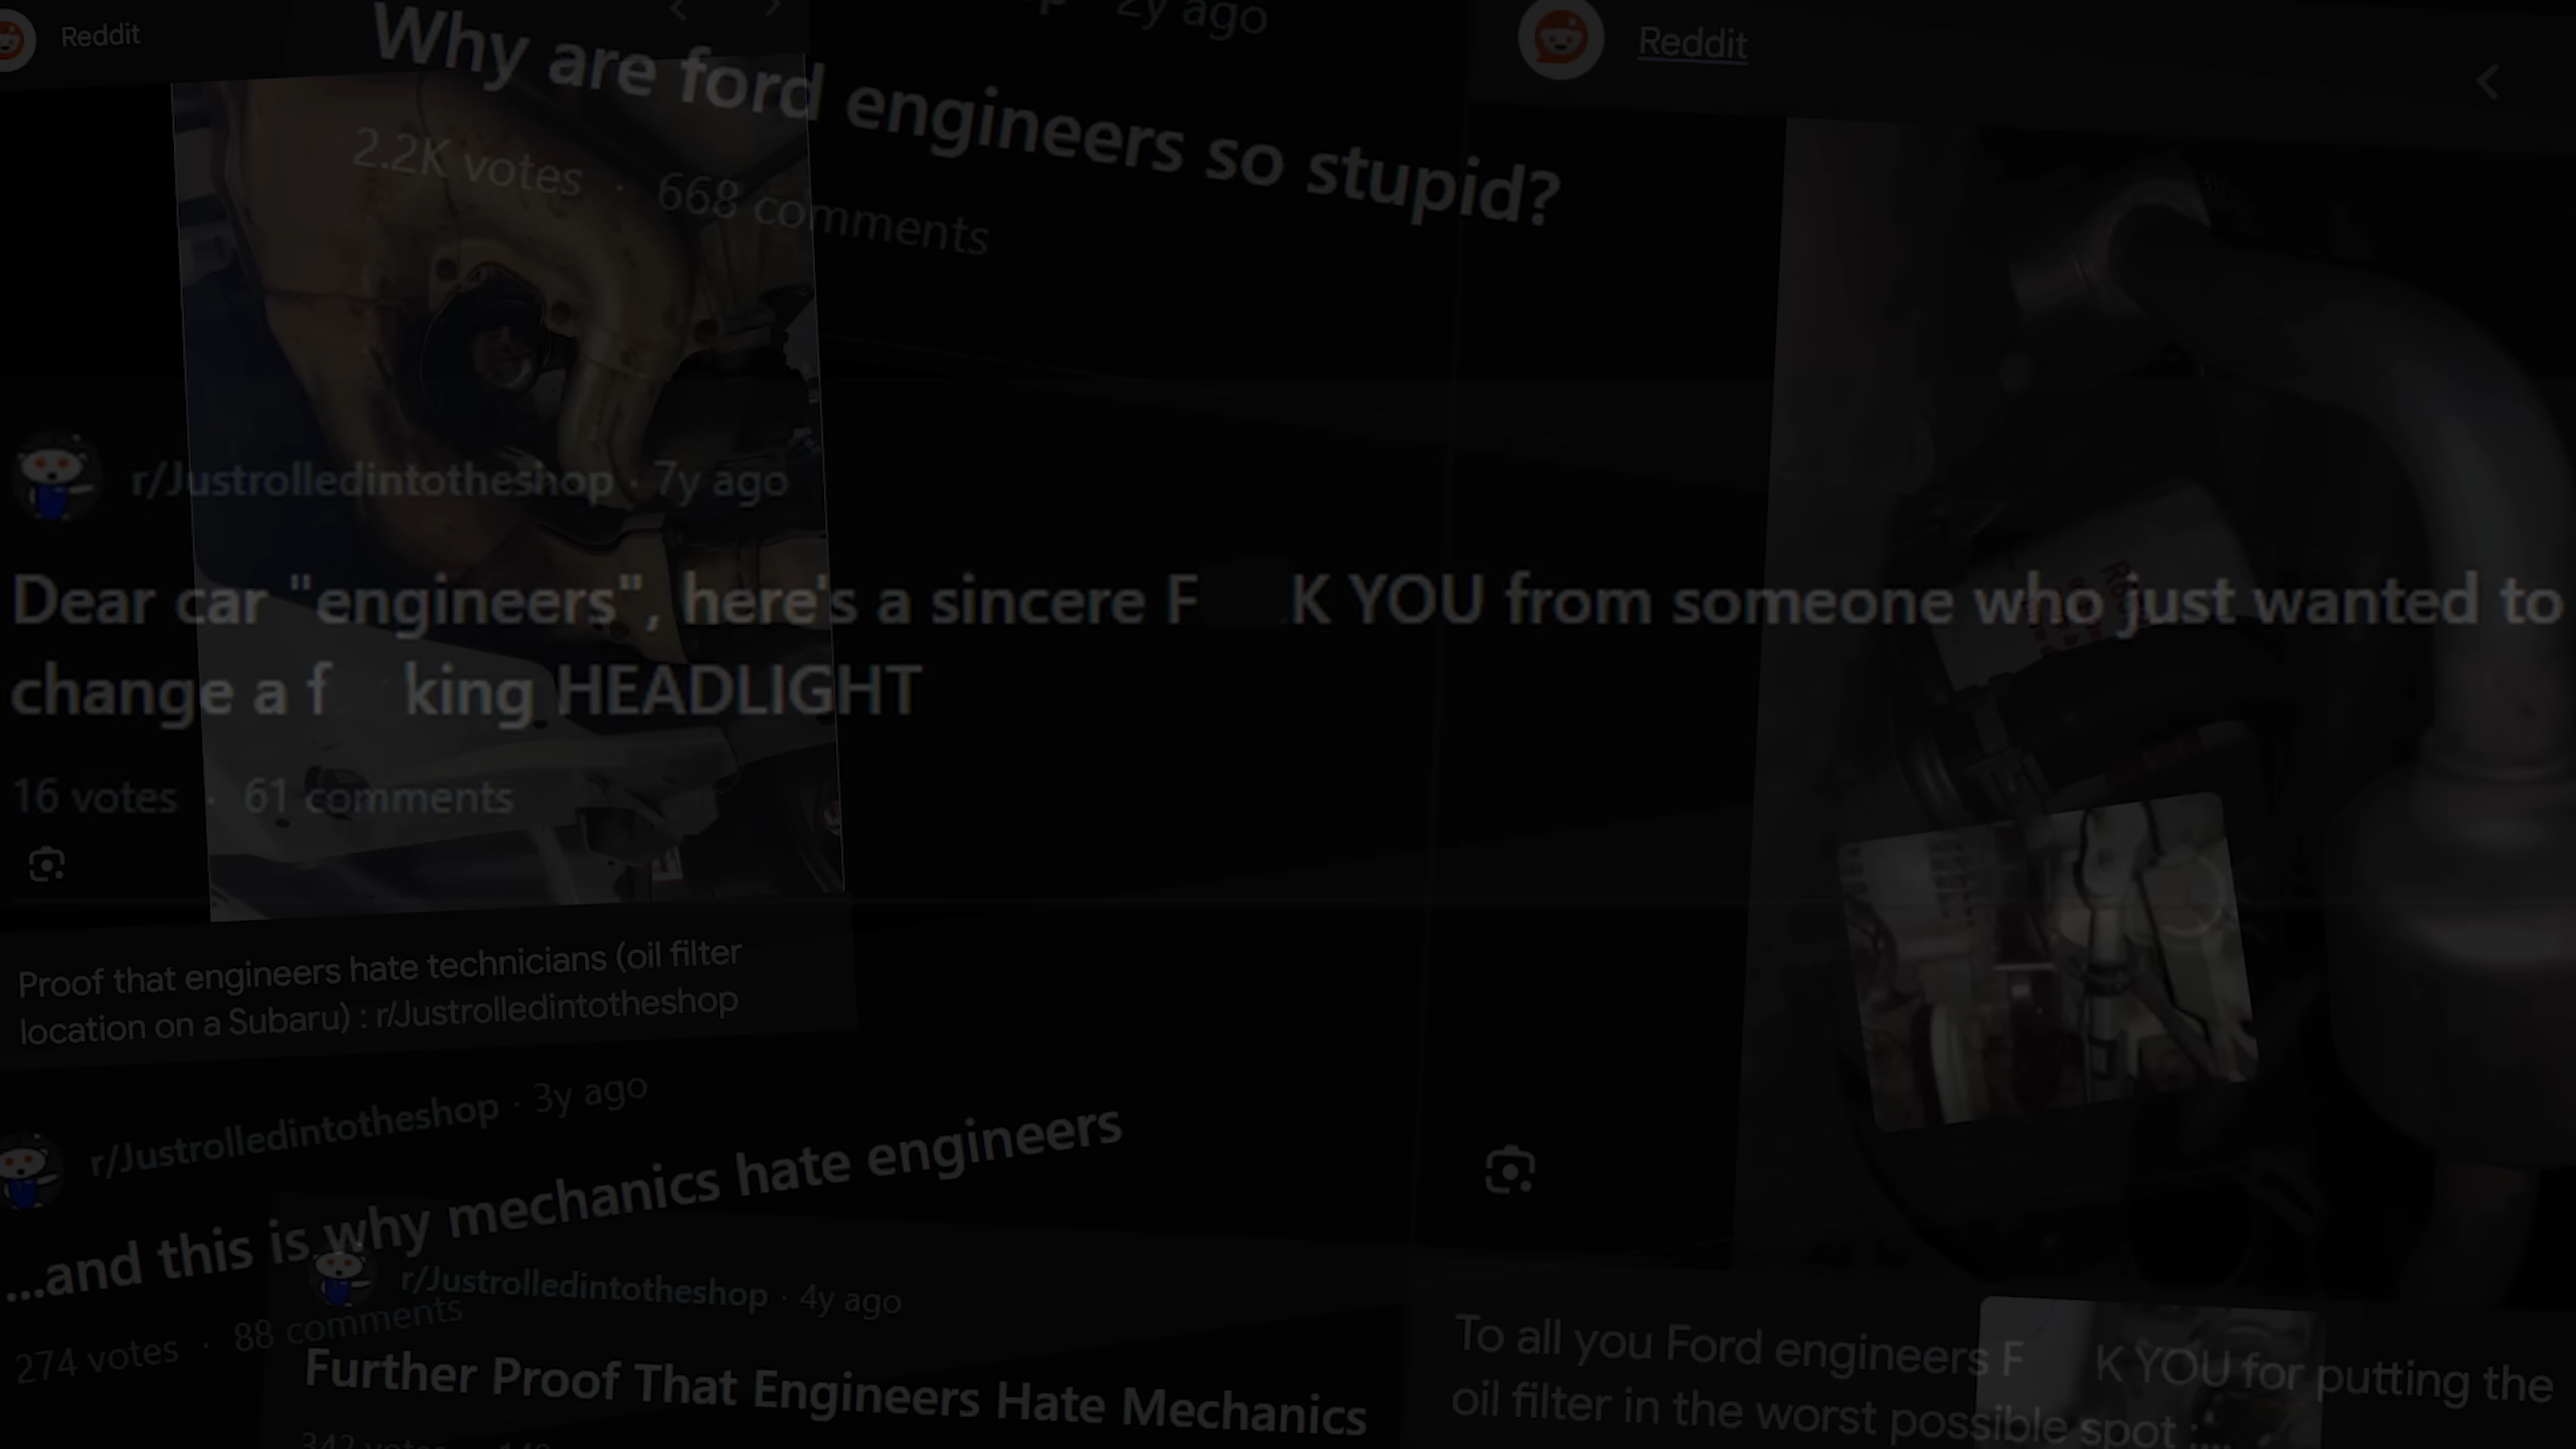 Reddit
2y ago
Reddit
Why are ford engineers so stupid?
2.2K votes · 668 comments
r/Justrolledintotheshop · 7y ago
Dear car "engineers", here's a sincere F K YOU from someone who just wanted to
change a f king HEADLIGHT
16 votes · 61 comments
Proof that engineers hate technicians (oil filter
location on a Subaru) : r/Justrolledintotheshop
r/Justrolledintotheshop · 3y ago
...and this is why mechanics hate engineers
274 votes · 88 comments
r/Justrolledintotheshop · 4y ago
Further Proof That Engineers Hate Mechanics
To all you Ford engineers F K YOU for putting the
oil filter in the worst possible spot :...